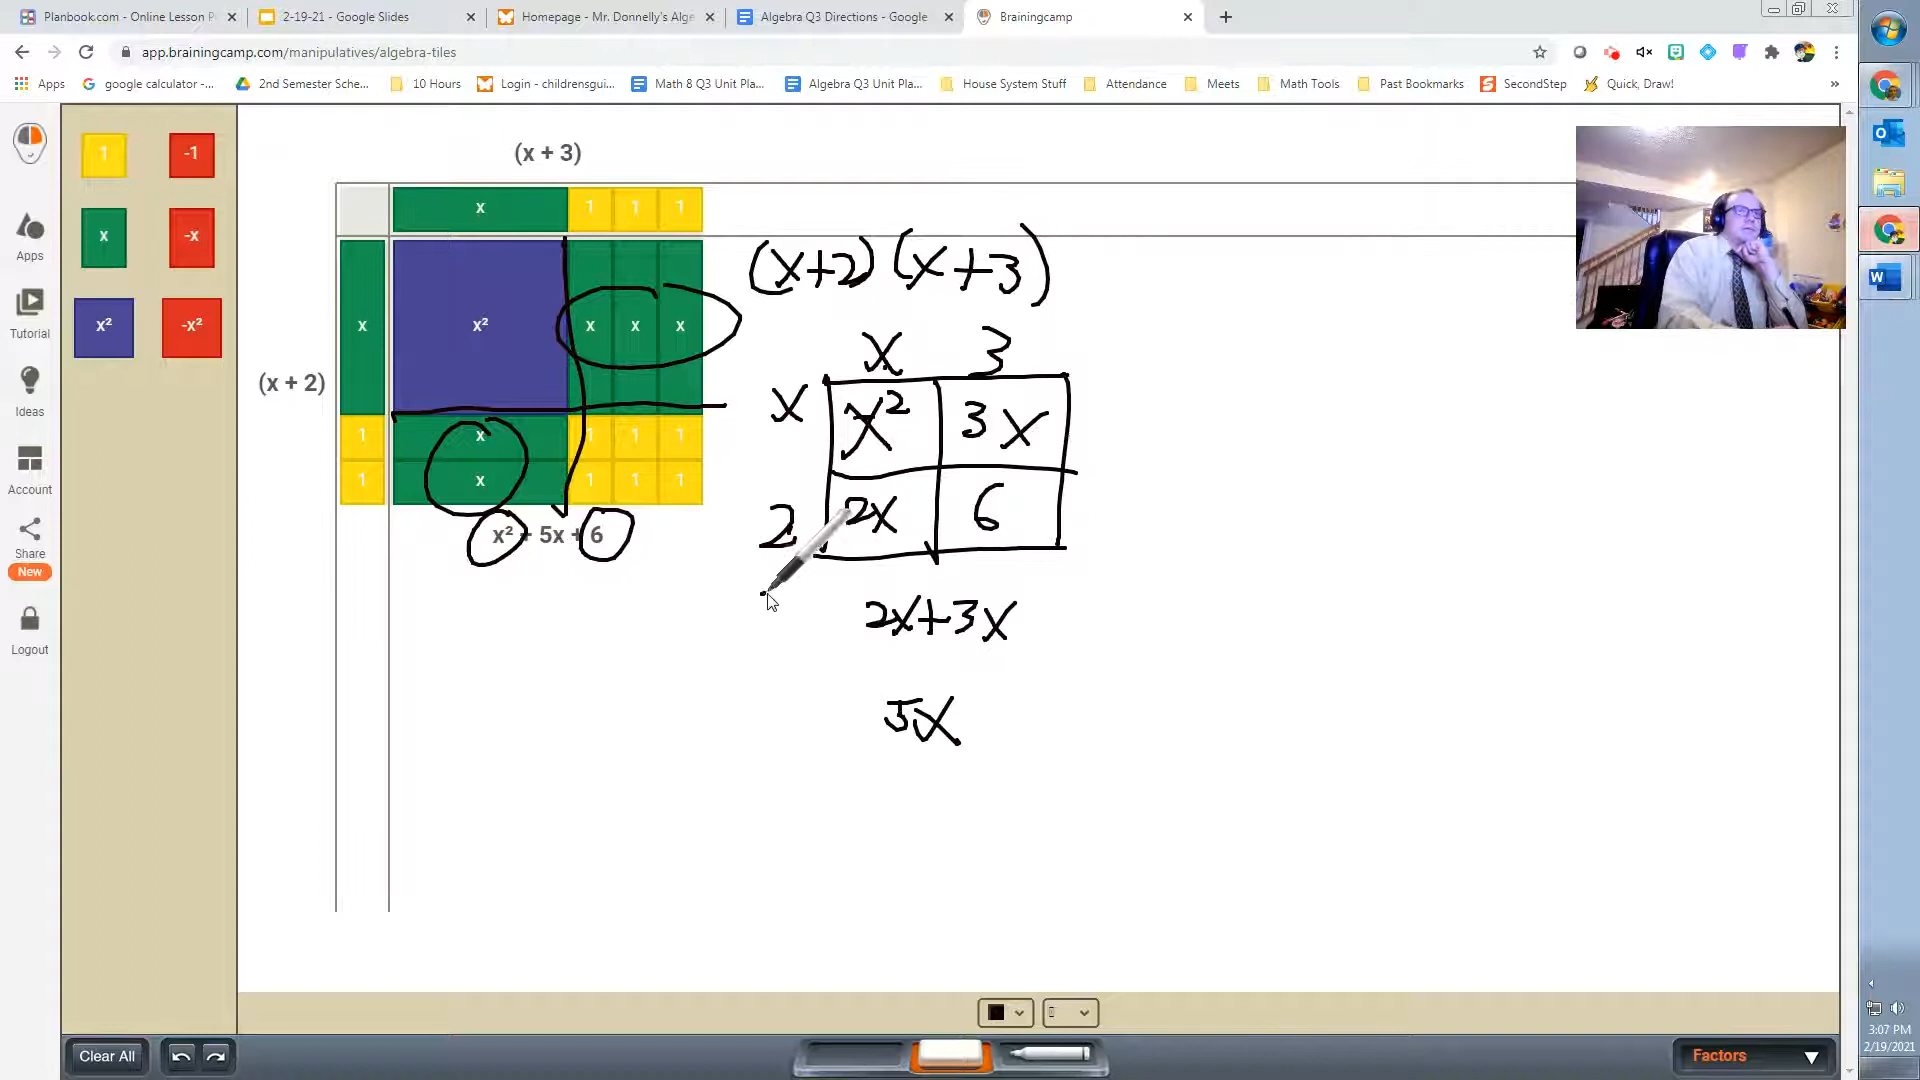 Planbook.com - Online Lesson P
2-19-21 - Google Slides
Homepage - Mr. Donnelly's Alge
Algebra Q3 Directions - Google
Brainingcamp
app.brainingcamp.com/manipulatives/algebra-tiles
Apps
google calculator -...
2nd Semester Sche...
10 Hours
Login - childrensgui...
Math 8 Q3 Unit Pla...
Algebra Q3 Unit Pla...
House System Stuff
Attendance
Meets
Math Tools
Past Bookmarks
SecondStep
Quick, Draw!
»
1 -1
x -x
x² -x²
Apps
Tutorial
Ideas
Account
Share
New
Logout
(x + 3)
x 1 1 1
x x² x x x
(x + 2)
1 x 1 1 1
1 x 1 1 1
x² + 5x + 6
(x+2) (x+3)
x 3
x x² 3x
2 2x 6
2x+3x
5x
Clear All
Factors
3:07 PM
2/19/2021